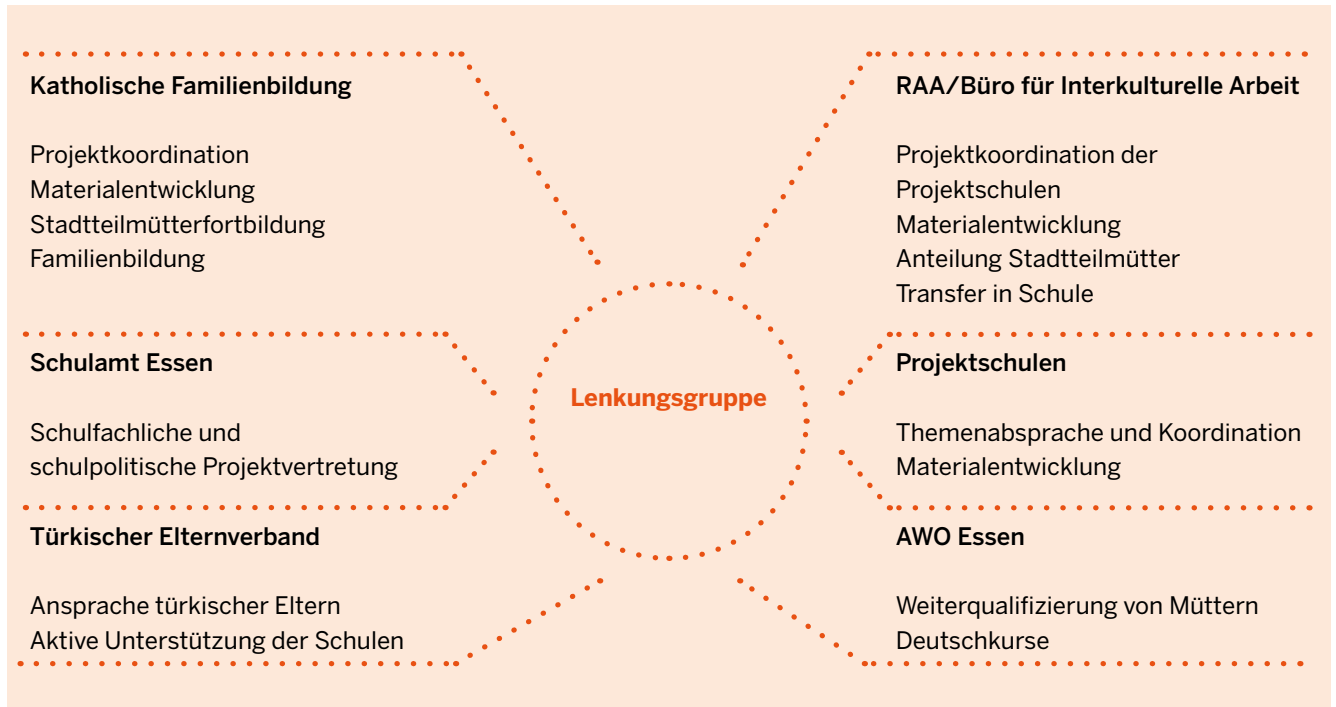 Katholische Familienbildung
Projektkoordination
Materialentwicklung
Stadtteilmütterfortbildung
Familienbildung
Schulamt Essen
Schulfachliche und
schulpolitische Projektvertretung
Türkischer Elternverband
Ansprache türkischer Eltern
Aktive Unterstützung der Schulen
Lenkungsgruppe
RAA/Büro für Interkulturelle Arbeit
Projektkoordination der
Projektschulen
Materialentwicklung
Anteilung Stadtteilmütter
Transfer in Schule
Projektschulen
Themenabsprache und Koordination
Materialentwicklung
AWO Essen
Weiterqualifizierung von Müttern
Deutschkurse